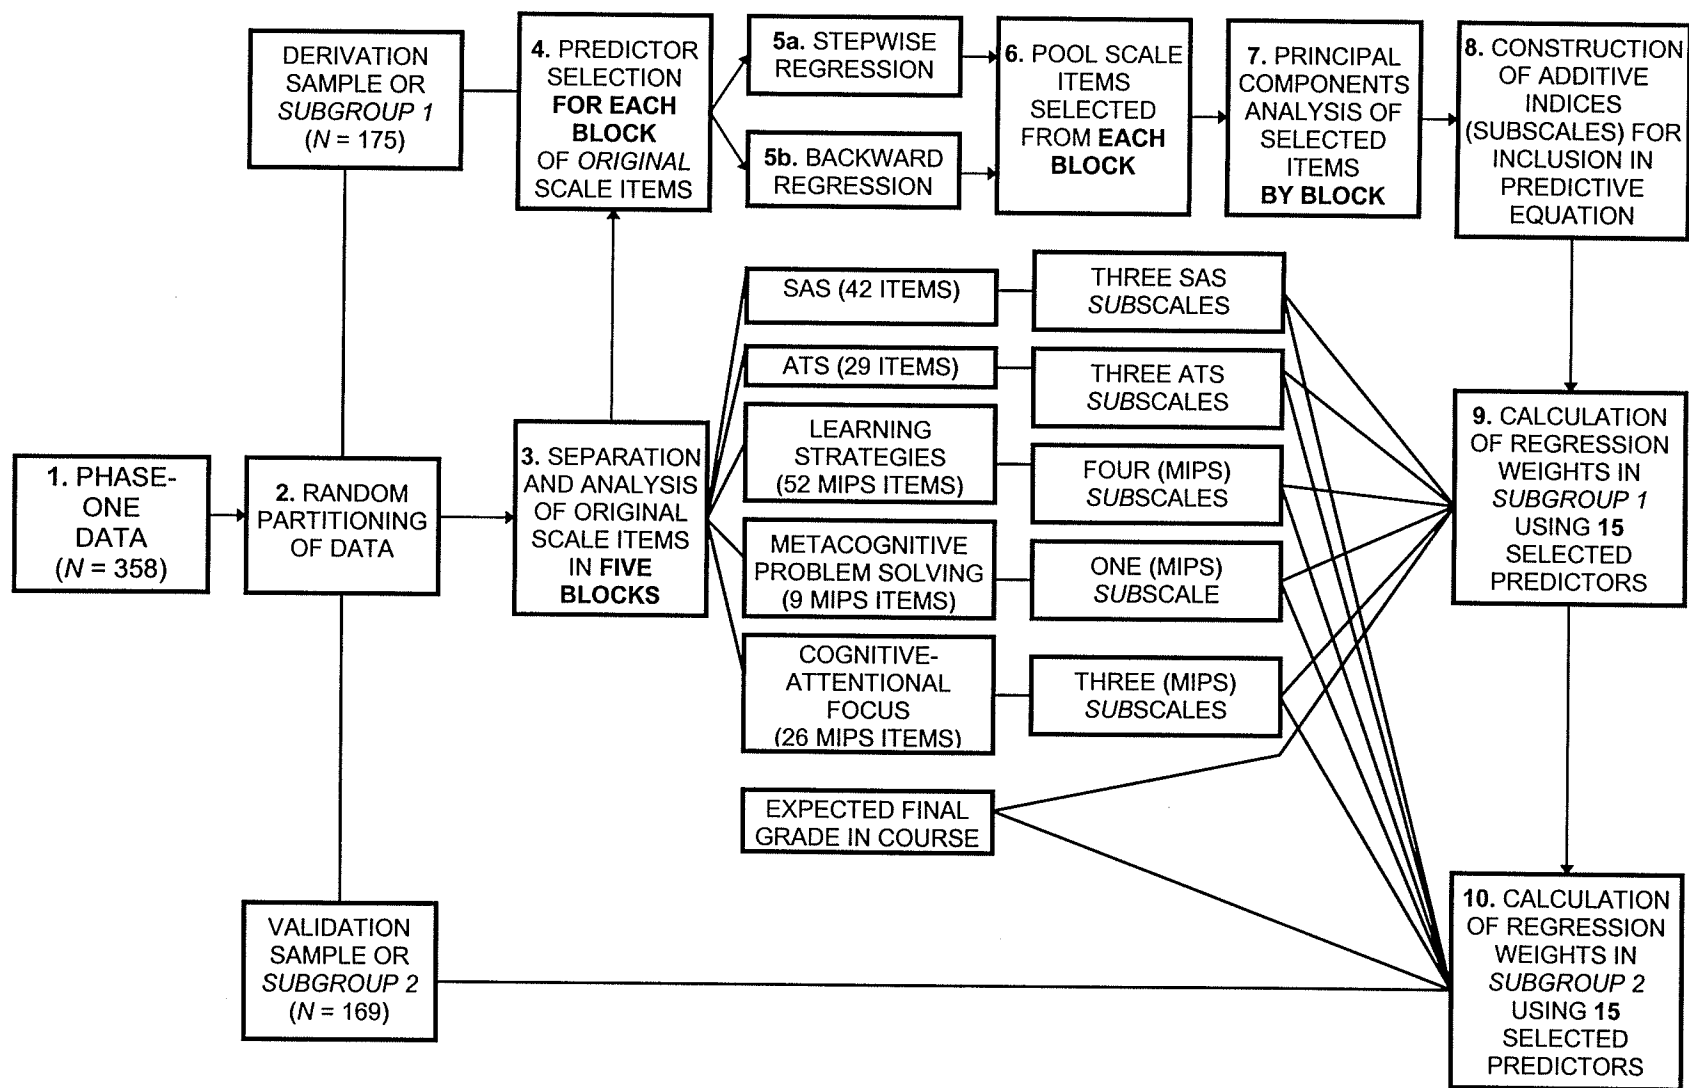 DERIVATION
SAMPLE OR
SUBGROUP 1
(N = 175)
4. PREDICTOR
SELECTION
FOR EACH
BLOCK
OF ORIGINAL
SCALE ITEMS
5a. STEPWISE
REGRESSION
5b. BACKWARD
REGRESSION
6. POOL SCALE
ITEMS
SELECTED
FROM EACH
BLOCK
7. PRINCIPAL
COMPONENTS
ANALYSIS OF
SELECTED
ITEMS
BY BLOCK
8. CONSTRUCTION
OF ADDITIVE
INDICES
(SUBSCALES) FOR
INCLUSION IN
PREDICTIVE
EQUATION
1. PHASE-
ONE
DATA
(N = 358)
2. RANDOM
PARTITIONING
OF DATA
3. SEPARATION
AND ANALYSIS
OF ORIGINAL
SCALE ITEMS
IN FIVE
BLOCKS
SAS (42 ITEMS)
THREE SAS
SUBSCALES
ATS (29 ITEMS)
THREE ATS
SUBSCALES
LEARNING
STRATEGIES
(52 MIPS ITEMS)
FOUR (MIPS)
SUBSCALES
METACOGNITIVE
PROBLEM SOLVING
(9 MIPS ITEMS)
ONE (MIPS)
SUBSCALE
COGNITIVE-
ATTENTIONAL
FOCUS
(26 MIPS ITEMS)
THREE (MIPS)
SUBSCALES
EXPECTED FINAL
GRADE IN COURSE
9. CALCULATION
OF REGRESSION
WEIGHTS IN
SUBGROUP 1
USING 15
SELECTED
PREDICTORS
VALIDATION
SAMPLE OR
SUBGROUP 2
(N = 169)
10. CALCULATION
OF REGRESSION
WEIGHTS IN
SUBGROUP 2
USING 15
SELECTED
PREDICTORS